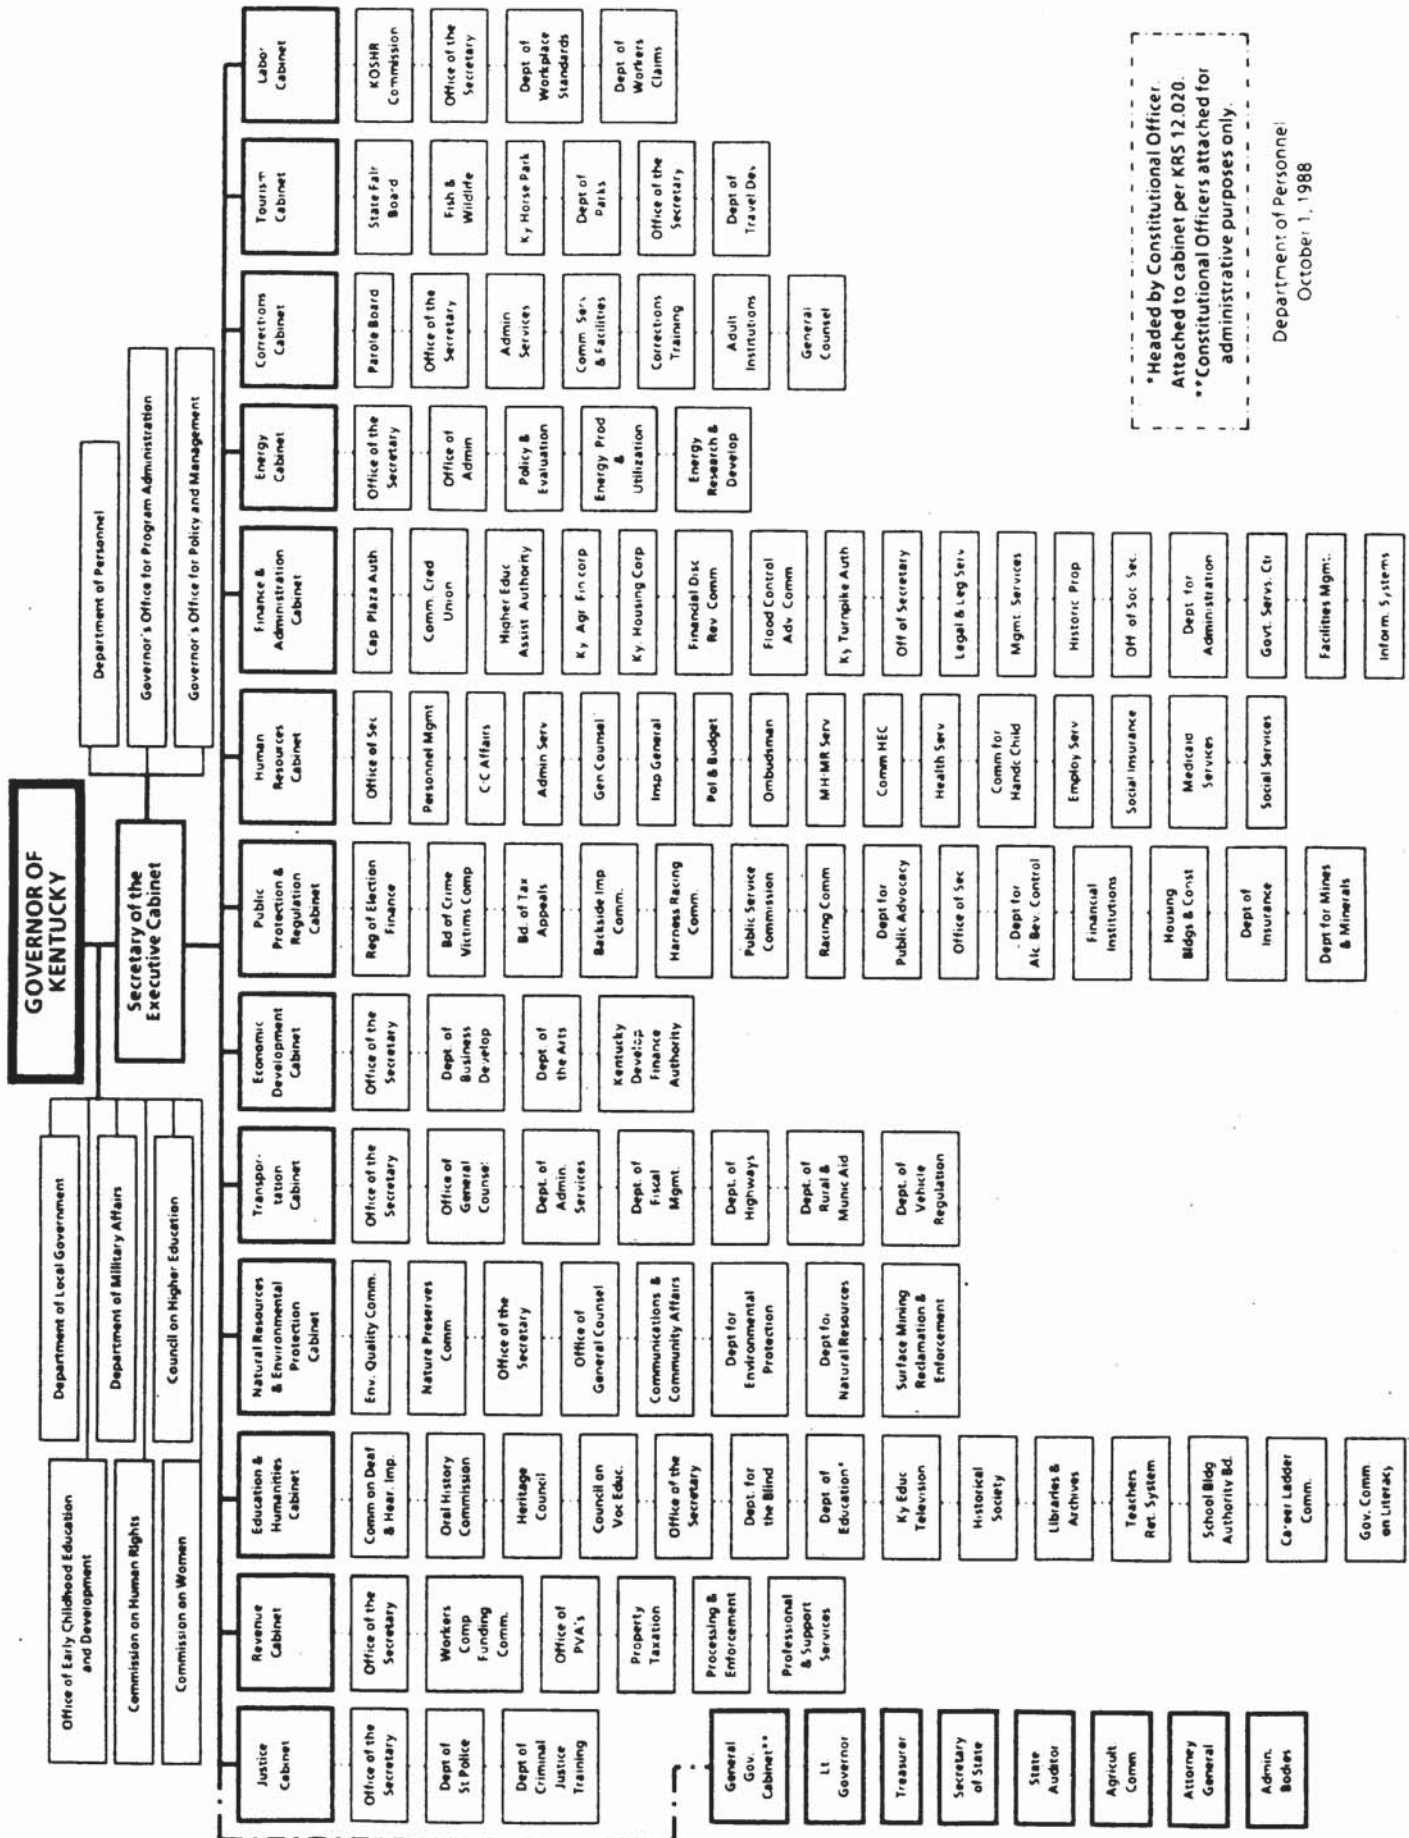 GOVERNOR OF
KENTUCKY
Secretary of the
Executive Cabinet
Office of Early Childhood Education
and Development
Department of Local Government
Commission on Human Rights
Department of Military Affairs
Commission on Women
Council on Higher Education
Department of Personnel
Governor's Office for Program Administration
Governor's Office for Policy and Management
Justice
Cabinet
Office of the
Secretary
Dept of
St Police
Dept of
Criminal
Justice
Training
General
Gov.
Cabinet**
Lt
Governor
Treasurer
Secretary
of State
State
Auditor
Agricult
Comm
Attorney
General
Admin.
Bodies
Revenue
Cabinet
Office of the
Secretary
Workers
Comp
Funding
Comm.
Office of
PVA's
Property
Taxation
Processing &
Enforcement
Professional
& Support
Services
Education &
Humanities
Cabinet
Comm on Deaf
& Hear. Imp.
Oral History
Commission
Heritage
Council
Council on
Voc Educ.
Office of the
Secretary
Dept. for
the Blind
Dept of
Education*
Ky Educ
Television
Historical
Society
Libraries &
Archives
Teachers
Ret. System
School Bldg
Authority Bd.
Career Ladder
Comm.
Gov. Comm.
on Literacy
Natural Resources
& Environmental
Protection
Cabinet
Env. Quality Comm.
Nature Preserves
Comm
Office of the
Secretary
Office of
General Counsel
Communications &
Community Affairs
Dept for
Environmental
Protection
Dept for
Natural Resources
Surface Mining
Reclamation &
Enforcement
Transpor-
tation
Cabinet
Office of the
Secretary
Office of
General
Counsel
Dept. of
Admin.
Services
Dept. of
Fiscal
Mgmt.
Dept. of
Highways
Dept. of
Rural &
Munic Aid
Dept. of
Vehicle
Regulation
Economic
Development
Cabinet
Office of the
Secretary
Dept. of
Business
Develop
Dept. of
the Arts
Kentucky
Develop
Finance
Authority
Public
Protection &
Regulation
Cabinet
Reg of Election
Finance
Bd of Crime
Victims Comp
Bd. of Tax
Appeals
Backside Imp
Comm.
Harness Racing
Comm.
Public Service
Commission
Racing Comm
Dept for
Public Advocacy
Office of Sec
Dept for
Alc. Bev. Control
Financial
Institutions
Housing
Bldgs & Const
Dept of
Insurance
Dept for Mines
& Minerals
Human
Resources
Cabinet
Office of Sec
Personnel Mgmt
C-C Affairs
Admin Serv
Gen Counsel
Insp General
Pol & Budget
Ombudsman
MH-MR Serv
Comm HEC
Health Serv
Comm for
Handc Child
Employ Serv
Social Insurance
Medicaid
Services
Social Services
Finance &
Administration
Cabinet
Cap Plaza Auth
Comm. Cred
Union
Higher Educ
Assist Authority
Ky Agr Fin corp
Ky. Housing Corp
Financial Disc
Rev Comm
Flood Control
Adv Comm
Ky Turnpike Auth
Off of Secretary
Legal & Leg Serv
Mgmt. Services
Historic Prop
Off of Soc Sec.
Dept for
Administration
Govt. Servs. Ctr
Facilities Mgmt.
Inform. Systems
Energy
Cabinet
Office of the
Secretary
Office of
Admin
Policy &
Evaluation
Energy Prod
&
Utilization
Energy
Research &
Develop
Corrections
Cabinet
Parole Board
Office of the
Secretary
Admin
Services
Comm Serv
& Facilities
Corrections
Training
Adult
Institutions
General
Counsel
Tourism
Cabinet
State Fair
Board
Fish &
Wildlife
Ky Horse Park
Dept of
Parks
Office of the
Secretary
Dept of
Travel Dev
Labor
Cabinet
KOSHR
Commission
Office of the
Secretary
Dept of
Workplace
Standards
Dept of
Workers
Claims
*Headed by Constitutional Officer.
Attached to cabinet per KRS 12.020.
**Constitutional Officers attached for
administrative purposes only.
Department of Personnel
October 1, 1988